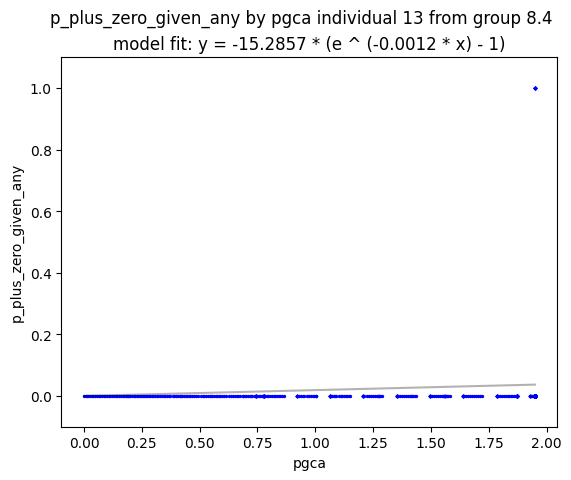 p_plus_zero_given_any by pgca individual 13 from group 8.4
model fit: y = -15.2857 * (e ^ (-0.0012 * x) - 1)
1.0
0.8
0.6
0.4
0.2
0.0
p_plus_zero_given_any
0.00 0.25 0.50 0.75 1.00 1.25 1.50 1.75 2.00
pgca